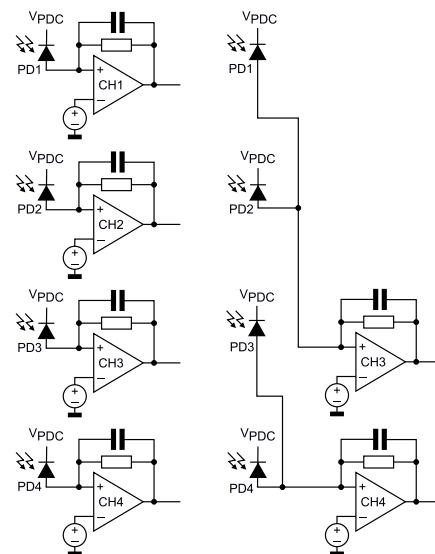 VPDC
PD1
+
−
CH1
+
−
VPDC
PD2
+
−
CH2
+
−
VPDC
PD3
+
−
CH3
+
−
VPDC
PD4
+
−
CH4
+
−
VPDC
PD1
VPDC
PD2
VPDC
PD3
+
−
CH3
+
−
VPDC
PD4
+
−
CH4
+
−